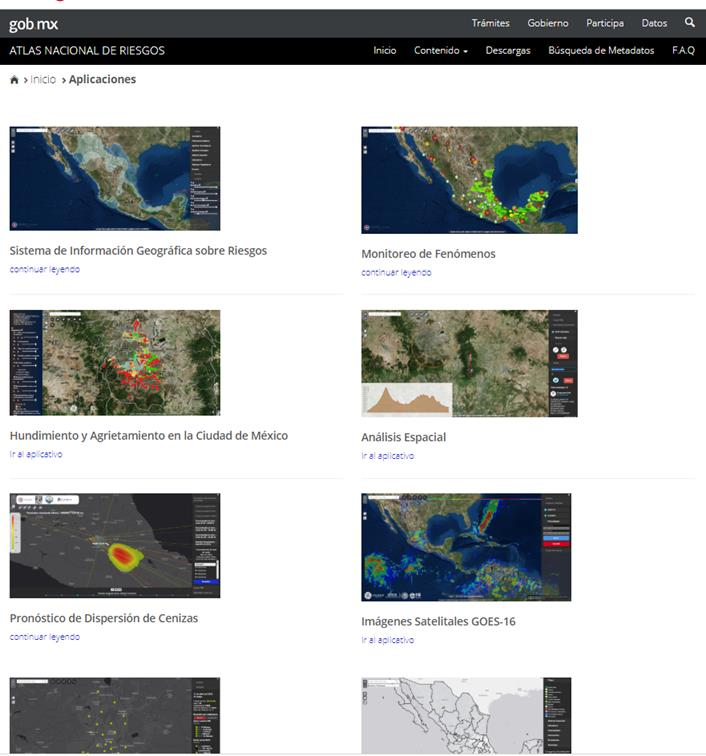 gob mx
Trámites Gobierno Participa Datos
ATLAS NACIONAL DE RIESGOS
Inicio Contenido Descargas Búsqueda de Metadatos F.A.Q
> Inicio > Aplicaciones
Sistema de Información Geográfica sobre Riesgos
continuar leyendo
Monitoreo de Fenómenos
continuar leyendo
Hundimiento y Agrietamiento en la Ciudad de México
Ir al aplicativo
Análisis Espacial
Ir al aplicativo
Pronóstico de Dispersión de Cenizas
continuar leyendo
Imágenes Satelitales GOES-16
Ir al aplicativo